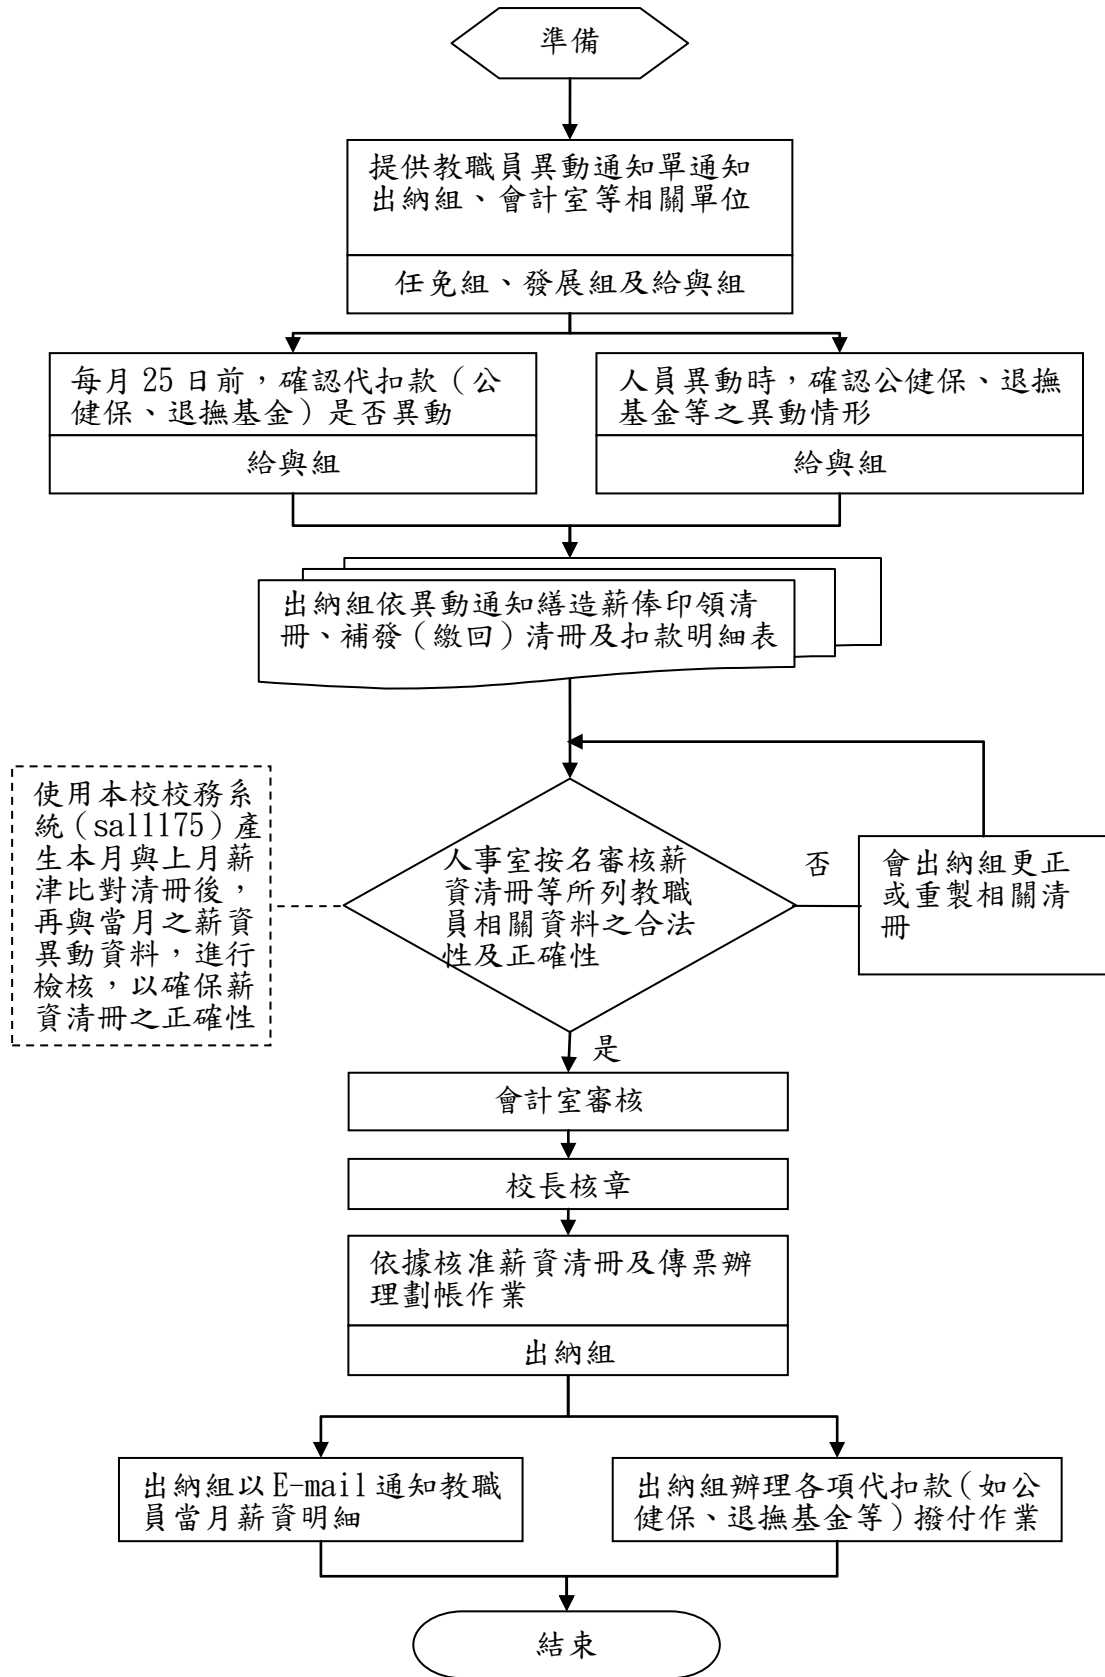 準備
提供教職員異動通知單通知
出納組、會計室等相關單位
任免組、發展組及給與組
每月 25 日前，確認代扣款（公
健保、退撫基金）是否異動
給與組
人員異動時，確認公健保、退撫
基金等之異動情形
給與組
出納組依異動通知繕造薪俸印領清
冊、補發（繳回）清冊及扣款明細表
使用本校校務系
統（sal1175）產
生本月與上月薪
津比對清冊後，
再與當月之薪資
異動資料，進行
檢核，以確保薪
資清冊之正確性
人事室按名審核薪
資清冊等所列教職
員相關資料之合法
性及正確性
否
會出納組更正
或重製相關清
冊
是
會計室審核
校長核章
依據核准薪資清冊及傳票辦
理劃帳作業
出納組
出納組以 E-mail 通知教職
員當月薪資明細
出納組辦理各項代扣款（如公
健保、退撫基金等）撥付作業
結束